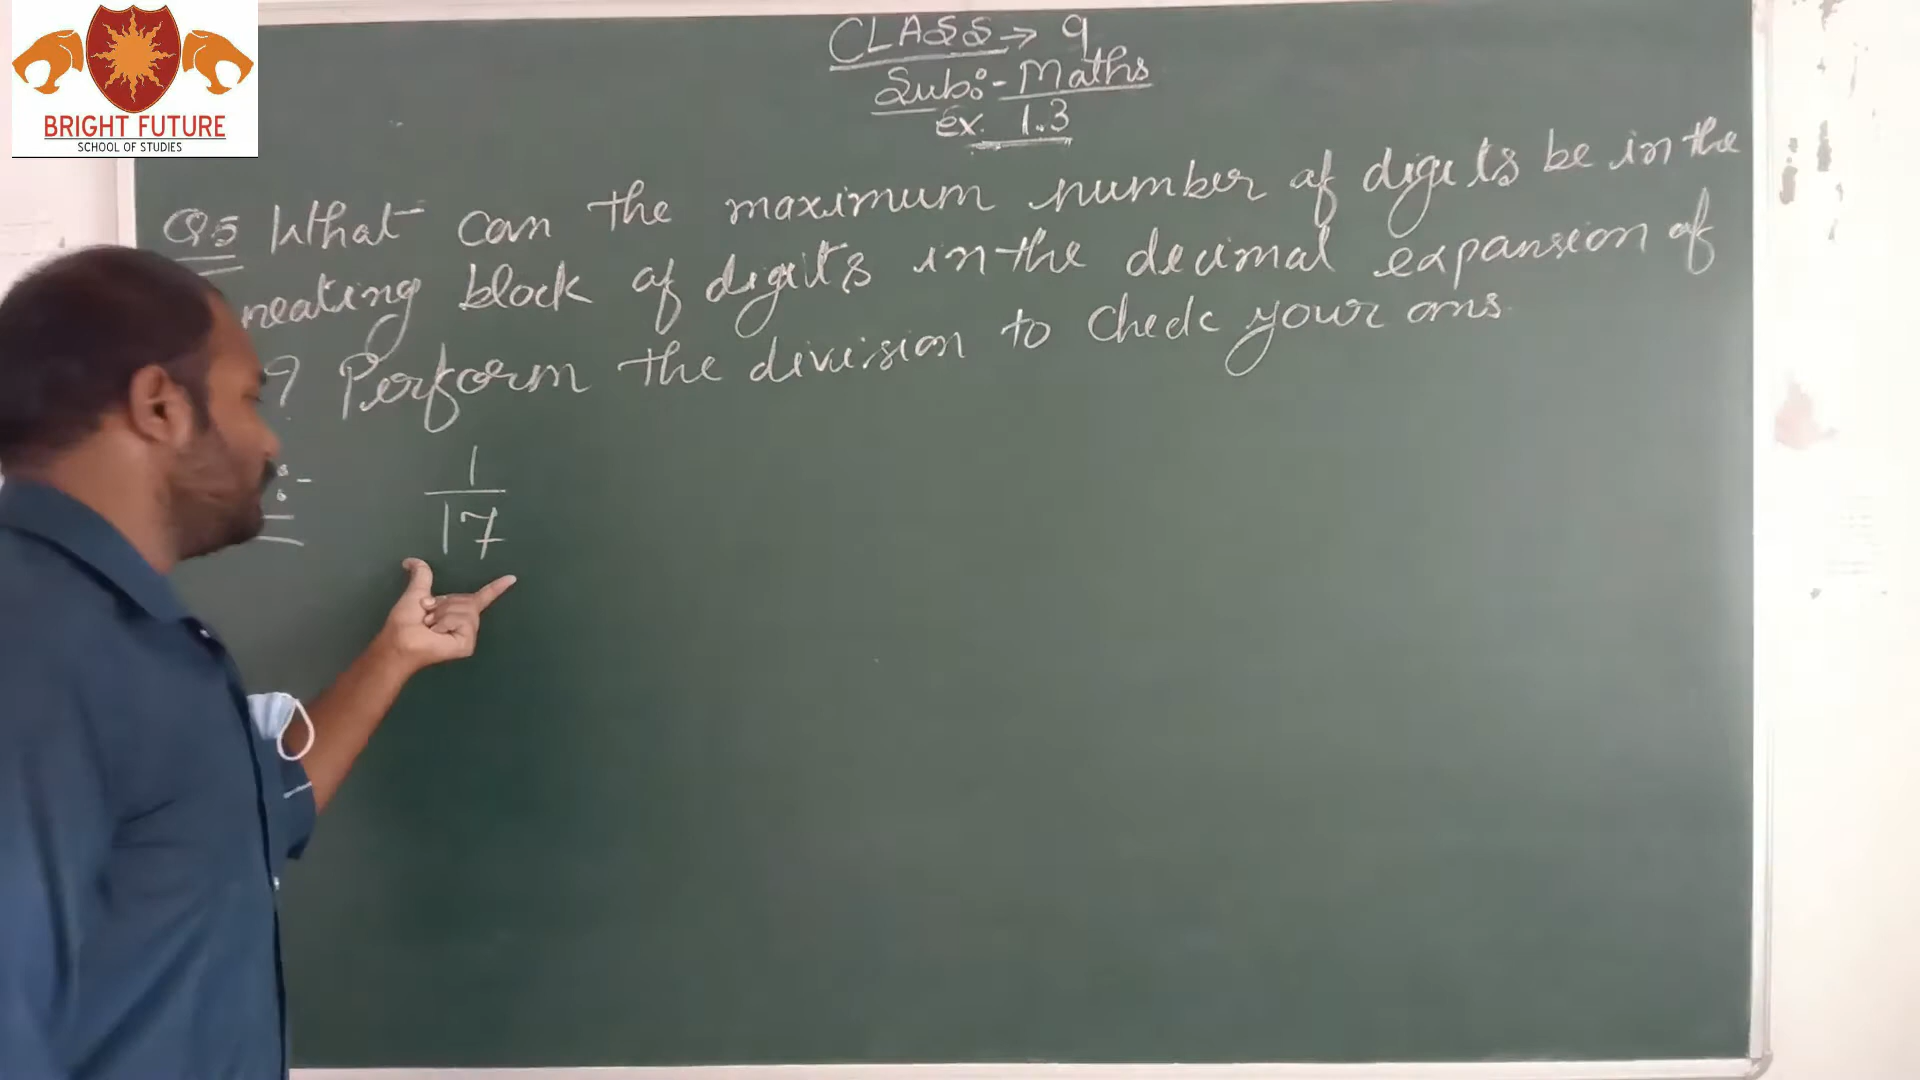 BRIGHT FUTURE
SCHOOL OF STUDIES
CLASS → 9
Sub:- Maths
Ex. 1.3
Q5 What can the maximum number of digits be in the
neating block of digits in the decimal expansion of
? Perform the division to check your ans.
:-
1
17